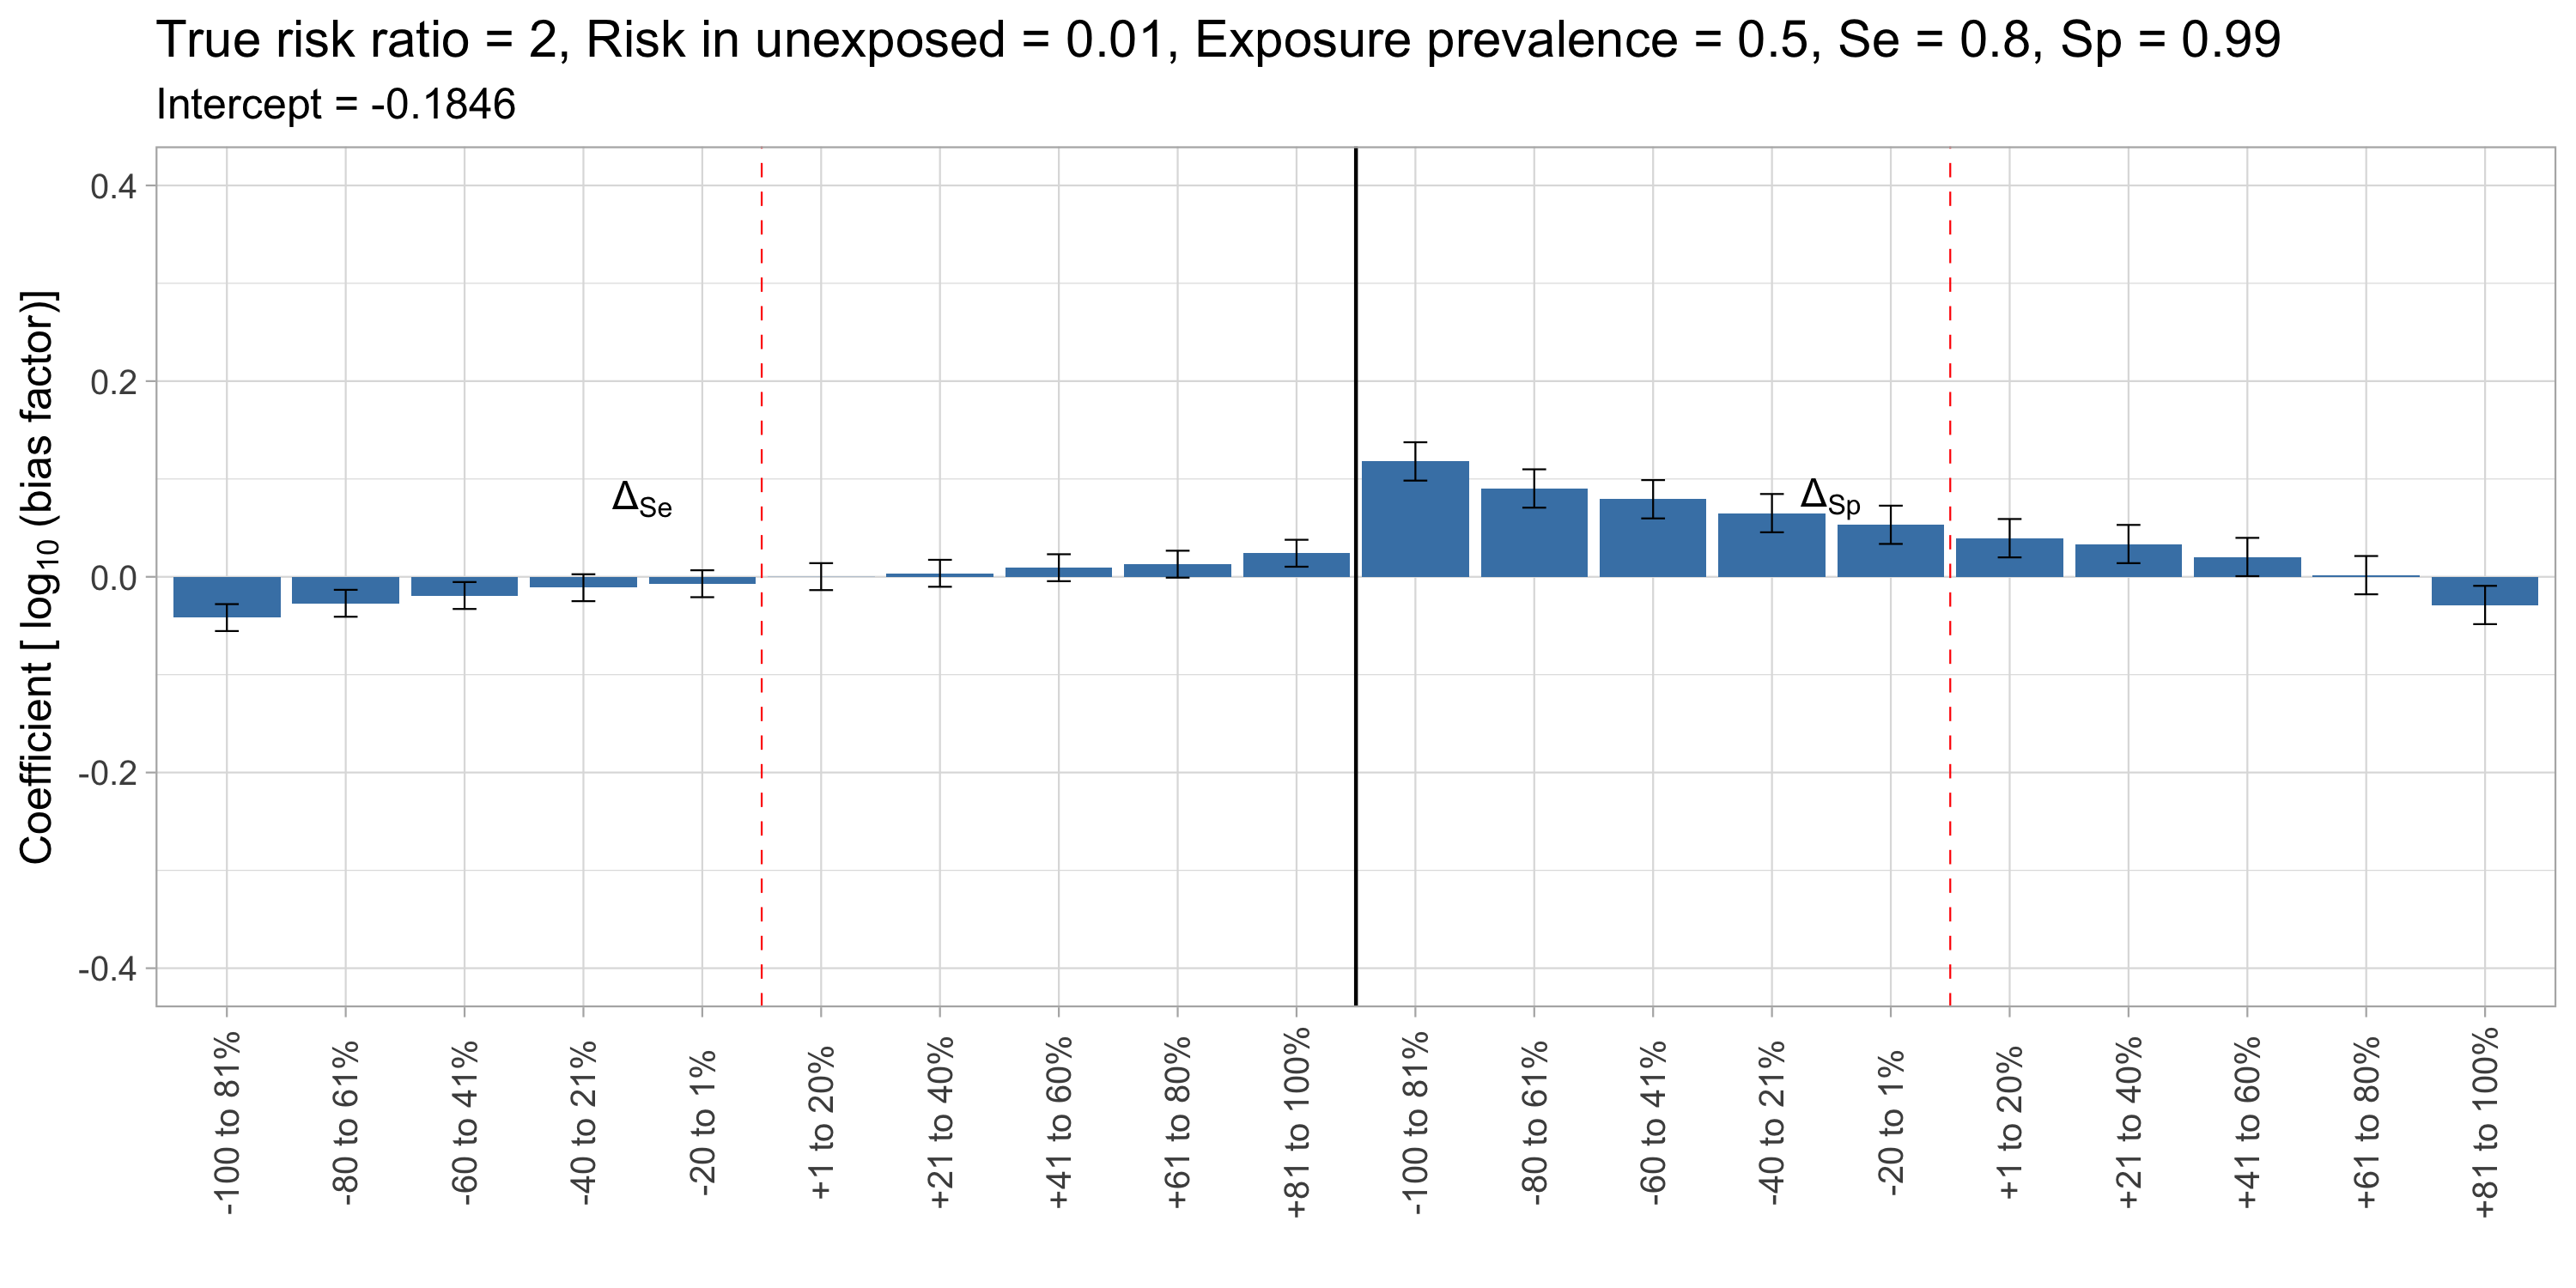 True risk ratio = 2, Risk in unexposed = 0.01, Exposure prevalence = 0.5, Se = 0.8, Sp = 0.99
Intercept = -0.1846
Coefficient [ log10 (bias factor)]
0.4
0.2
0.0
-0.2
-0.4
ΔSe
ΔSp
-100 to 81%
-80 to 61%
-60 to 41%
-40 to 21%
-20 to 1%
+1 to 20%
+21 to 40%
+41 to 60%
+61 to 80%
+81 to 100%
-100 to 81%
-80 to 61%
-60 to 41%
-40 to 21%
-20 to 1%
+1 to 20%
+21 to 40%
+41 to 60%
+61 to 80%
+81 to 100%